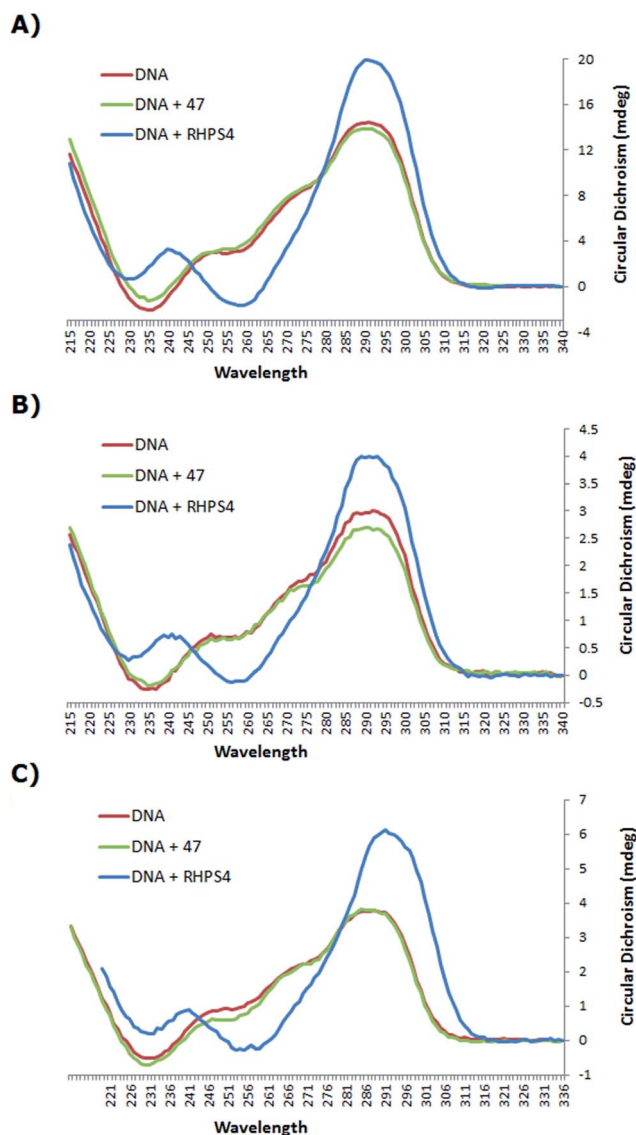 A)
DNA
DNA + 47
DNA + RHPS4
20
16
12
8
4
0
-4
Circular Dichroism (mdeg)
215 220 225 230 235 240 245 250 255 260 265 270 275 280 285 290 295 300 305 310 315 320 325 330 335 340
Wavelength
B)
DNA
DNA + 47
DNA + RHPS4
4.5
4
3.5
3
2.5
2
1.5
1
0.5
0
-0.5
Circular Dichroism (mdeg)
215 220 225 230 235 240 245 250 255 260 265 270 275 280 285 290 295 300 305 310 315 320 325 330 335 340
Wavelength
C)
DNA
DNA + 47
DNA + RHPS4
7
6
5
4
3
2
1
0
-1
Circular Dichroism (mdeg)
221 226 231 236 241 246 251 256 261 266 271 276 281 286 291 296 301 306 311 316 321 326 331 336
Wavelength